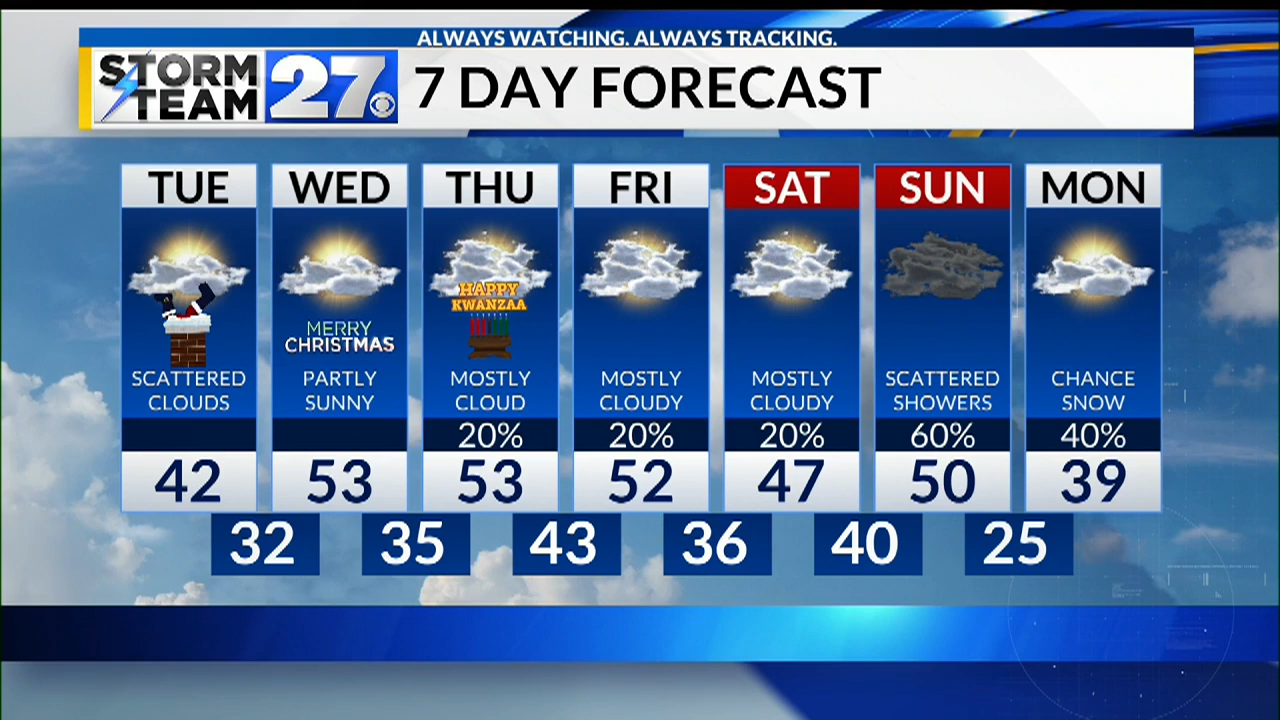 ALWAYS WATCHING. ALWAYS TRACKING.
STORM
TEAM
27
7 DAY FORECAST
TUE WED THU FRI SAT SUN MON
HAPPY
KWANZAA
MERRY
CHRISTMAS
SCATTERED PARTLY MOSTLY MOSTLY MOSTLY SCATTERED CHANCE
CLOUDS SUNNY CLOUD CLOUDY CLOUDY SHOWERS SNOW
20% 20% 20% 60% 40%
42 53 53 52 47 50 39
32 35 43 36 40 25